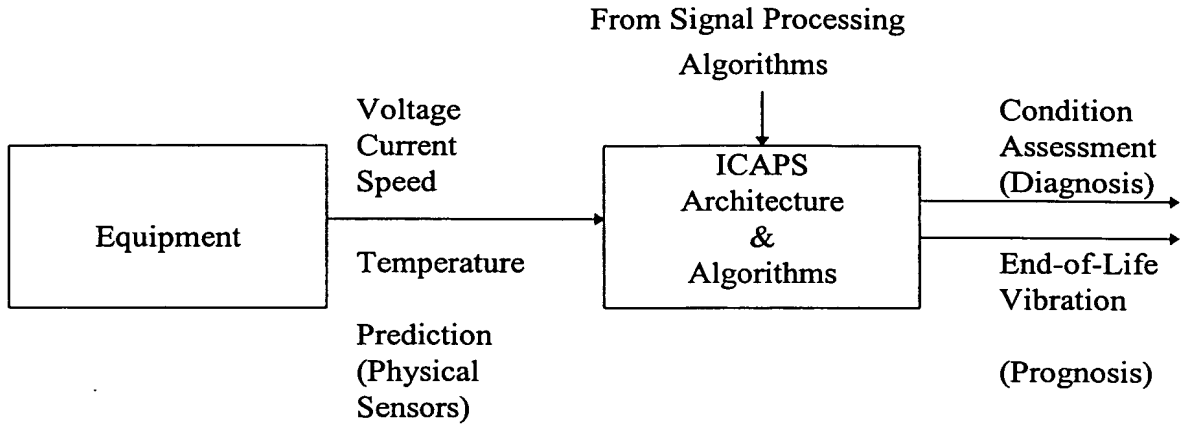 From Signal Processing
Algorithms
Voltage
Current
Speed
Temperature
Prediction
(Physical
Sensors)
Equipment
ICAPS
Architecture
&
Algorithms
Condition
Assessment
(Diagnosis)
End-of-Life
Vibration
(Prognosis)